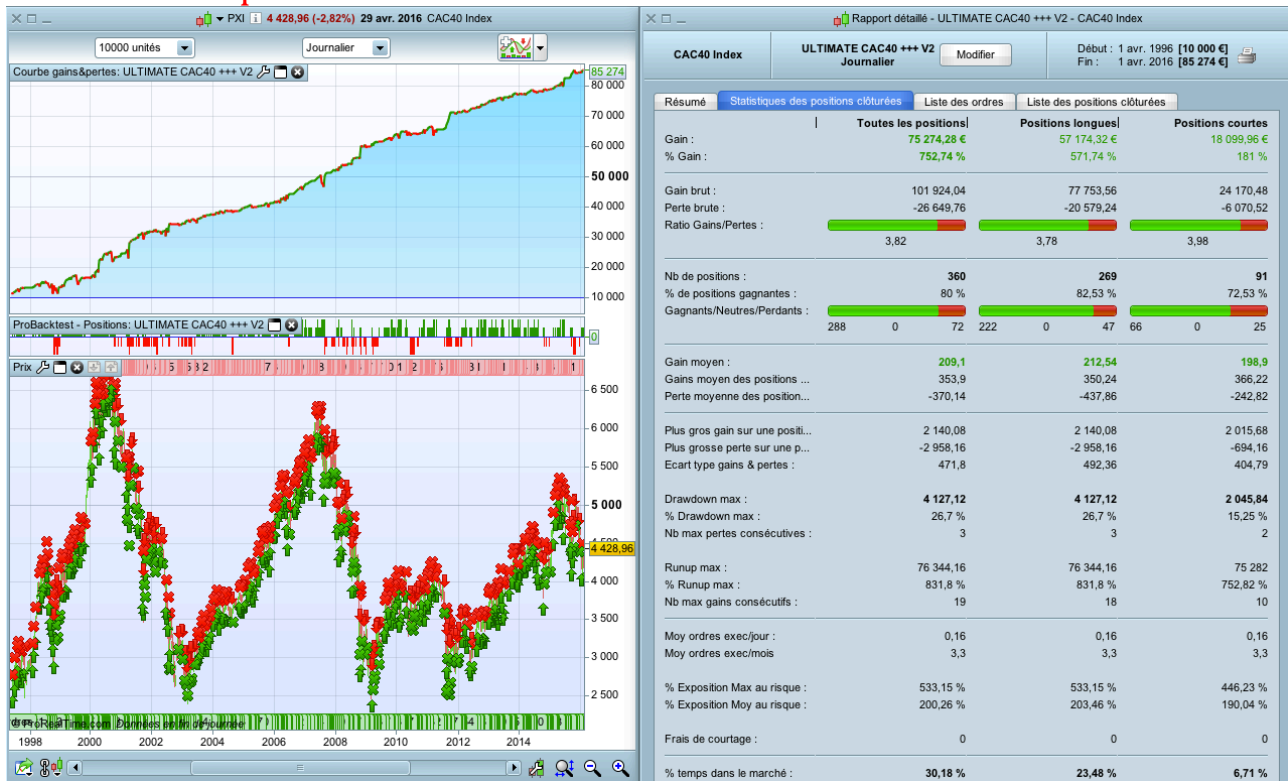 PXI 4 428,96 (-2,82%) 29 avr. 2016 CAC40 Index
10000 unités
Journalier
Courbe gains&pertes: ULTIMATE CAC40 +++ V2
85 274
80 000
70 000
60 000
50 000
40 000
30 000
20 000
10 000
ProBacktest - Positions: ULTIMATE CAC40 +++ V2
0
Prix
6 500
6 000
5 500
5 000
4 428,96
4 000
3 500
3 000
2 500
© ProRealTime.com Données en fin de journée
1998 2000 2002 2004 2006 2008 2010 2012 2014
Rapport détaillé - ULTIMATE CAC40 +++ V2 - CAC40 Index
CAC40 Index
ULTIMATE CAC40 +++ V2
Journalier
Modifier
Début : 1 avr. 1996 [10 000 €]
Fin : 1 avr. 2016 [85 274 €]
Résumé Statistiques des positions clôturées Liste des ordres Liste des positions clôturées
Toutes les positions Positions longues Positions courtes
Gain : 75 274,28 € 57 174,32 € 18 099,96 €
% Gain : 752,74 % 571,74 % 181 %
Gain brut : 101 924,04 77 753,56 24 170,48
Perte brute : -26 649,76 -20 579,24 -6 070,52
Ratio Gains/Pertes :
3,82 3,78 3,98
Nb de positions : 360 269 91
% de positions gagnantes : 80 % 82,53 % 72,53 %
Gagnants/Neutres/Perdants :
288 0 72 222 0 47 66 0 25
Gain moyen : 209,1 212,54 198,9
Gains moyen des positions ... 353,9 350,24 366,22
Perte moyenne des position... -370,14 -437,86 -242,82
Plus gros gain sur une positi... 2 140,08 2 140,08 2 015,68
Plus grosse perte sur une p... -2 958,16 -2 958,16 -694,16
Ecart type gains & pertes : 471,8 492,36 404,79
Drawdown max : 4 127,12 4 127,12 2 045,84
% Drawdown max : 26,7 % 26,7 % 15,25 %
Nb max pertes consécutives : 3 3 2
Runup max : 76 344,16 76 344,16 75 282
% Runup max : 831,8 % 831,8 % 752,82 %
Nb max gains consécutifs : 19 18 10
Moy ordres exec/jour : 0,16 0,16 0,16
Moy ordres exec/mois 3,3 3,3 3,3
% Exposition Max au risque : 533,15 % 533,15 % 446,23 %
% Exposition Moy au risque : 200,26 % 203,46 % 190,04 %
Frais de courtage : 0 0 0
% temps dans le marché : 30,18 % 23,48 % 6,71 %